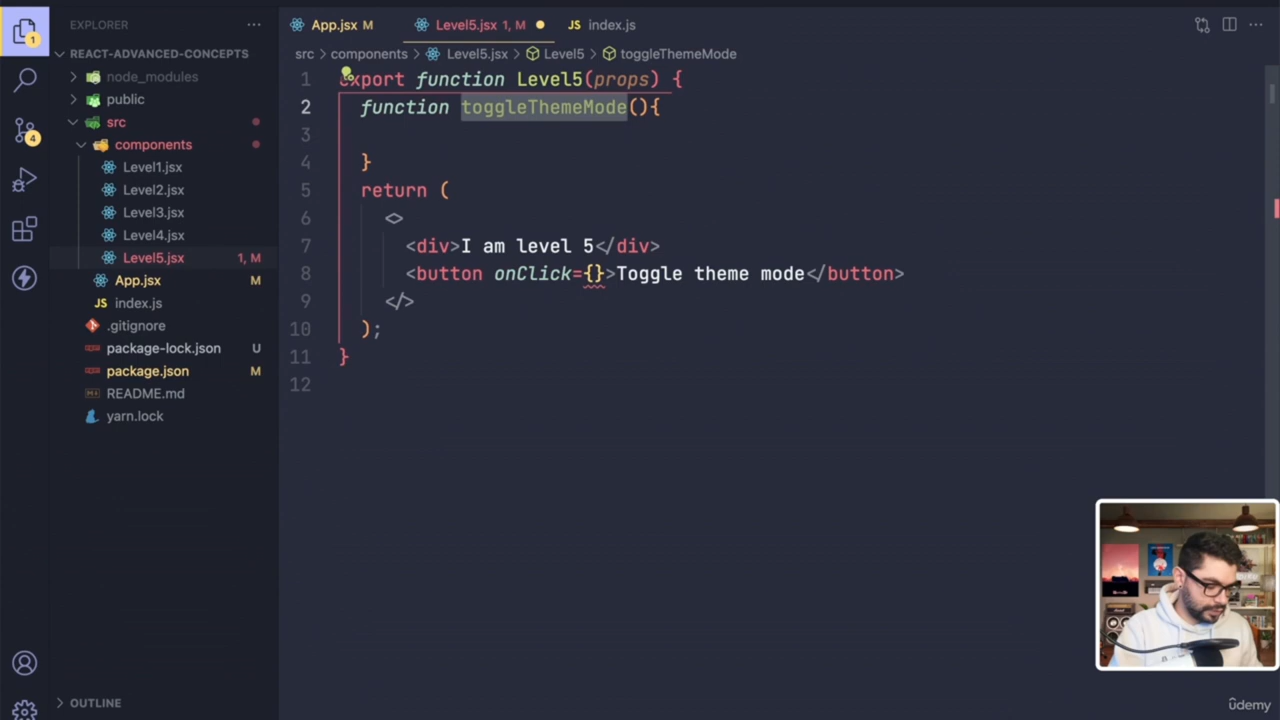 EXPLORER
REACT-ADVANCED-CONCEPTS
node_modules
public
src
components
Level1.jsx
Level2.jsx
Level3.jsx
Level4.jsx
Level5.jsx 1, M
App.jsx M
index.js
.gitignore
package-lock.json U
package.json M
README.md
yarn.lock
OUTLINE
1
4
App.jsx M
Level5.jsx 1, M
JS index.js
src > components > Level5.jsx > Level5 > toggleThemeMode
1 export function Level5(props) {
2 function toggleThemeMode(){
3
4 }
5 return (
6 <>
7 <div>I am level 5</div>
8 <button onClick={}>Toggle theme mode</button>
9 </>
10 );
11 }
12
ûdemy